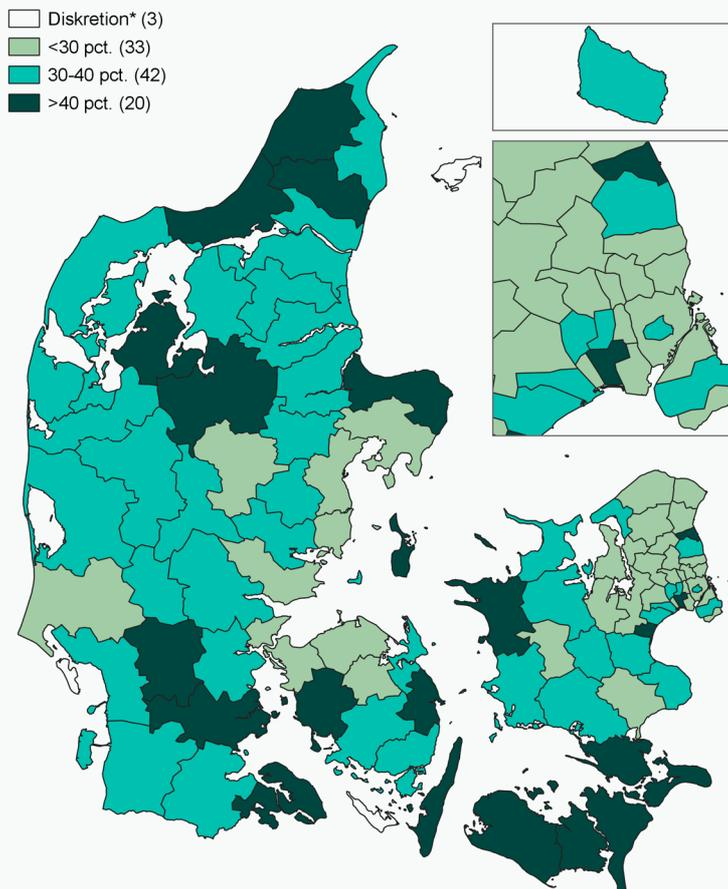 Diskretion* (3)
<30 pct. (33)
30-40 pct. (42)
>40 pct. (20)